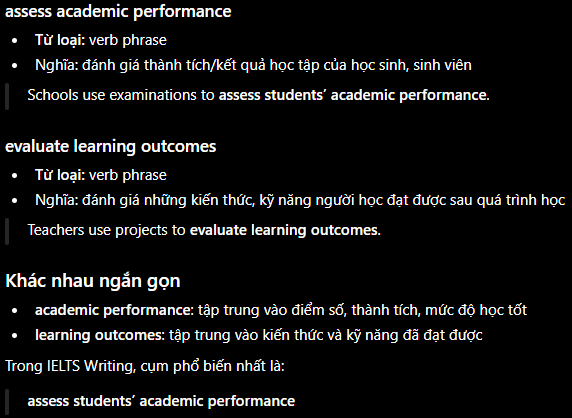 assess academic performance
• Từ loại: verb phrase
• Nghĩa: đánh giá thành tích/kết quả học tập của học sinh, sinh viên
Schools use examinations to assess students’ academic performance.
evaluate learning outcomes
• Từ loại: verb phrase
• Nghĩa: đánh giá những kiến thức, kỹ năng người học đạt được sau quá trình học
Teachers use projects to evaluate learning outcomes.
Khác nhau ngắn gọn
• academic performance: tập trung vào điểm số, thành tích, mức độ học tốt
• learning outcomes: tập trung vào kiến thức và kỹ năng đã đạt được
Trong IELTS Writing, cụm phổ biến nhất là:
assess students’ academic performance